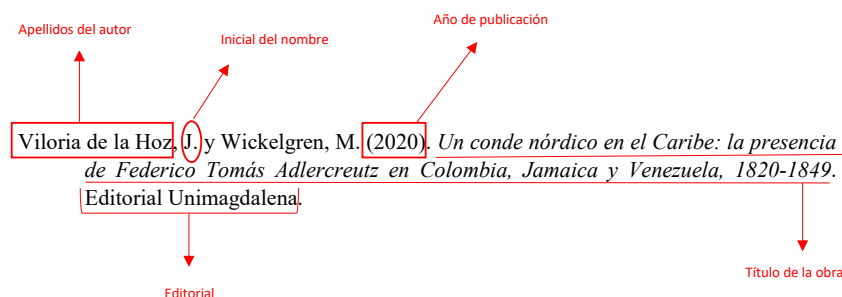 Año de publicación
Apellidos del autor
Inicial del nombre
Viloria de la Hoz, J. y Wickelgren, M. (2020). Un conde nórdico en el Caribe: la presencia
de Federico Tomás Adlercreutz en Colombia, Jamaica y Venezuela, 1820-1849.
Editorial Unimagdalena.
Título de la obra
Editorial